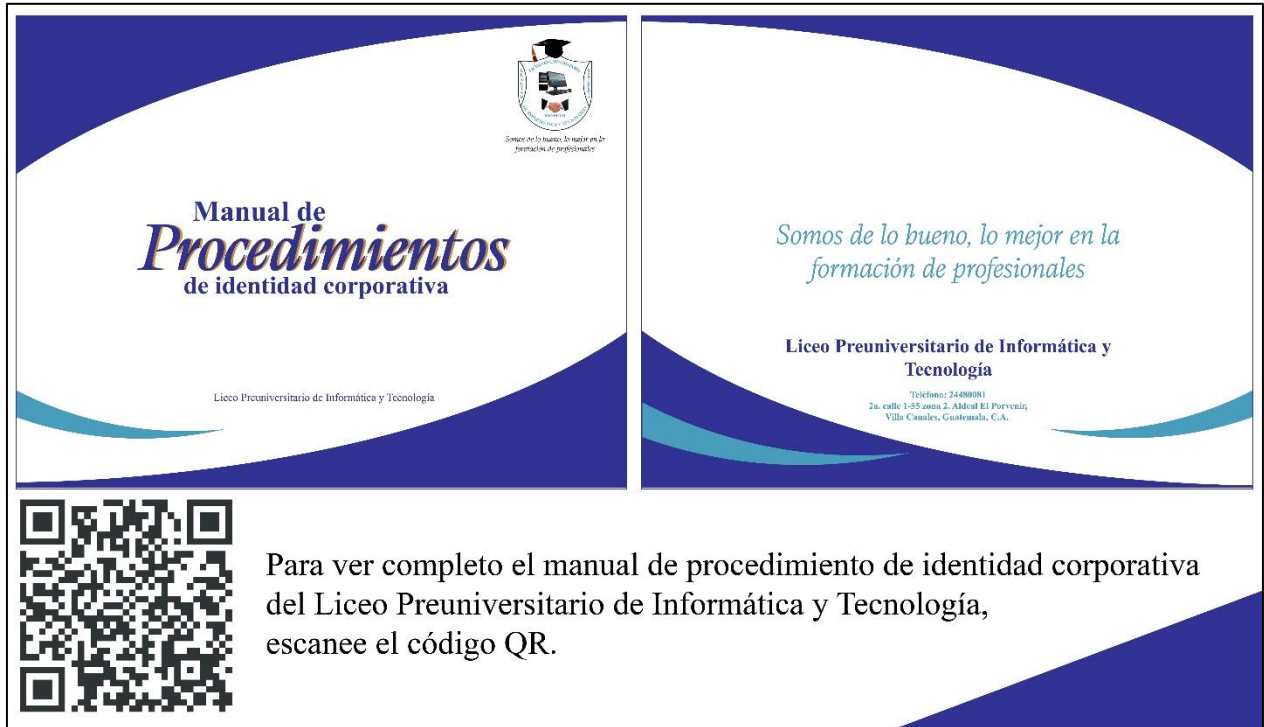 Somos de lo bueno, lo mejor en la
formación de profesionales
Manual de
Procedimientos
de identidad corporativa
Liceo Preuniversitario de Informática y Tecnología
Somos de lo bueno, lo mejor en la
formación de profesionales
Liceo Preuniversitario de Informática y
Tecnología
Teléfono: 24480081
2a. calle 1-55 zona 2. Aldeal El Porvenir,
Villa Canales, Guatemala, C.A.
Para ver completo el manual de procedimiento de identidad corporativa
del Liceo Preuniversitario de Informática y Tecnología,
escanee el código QR.